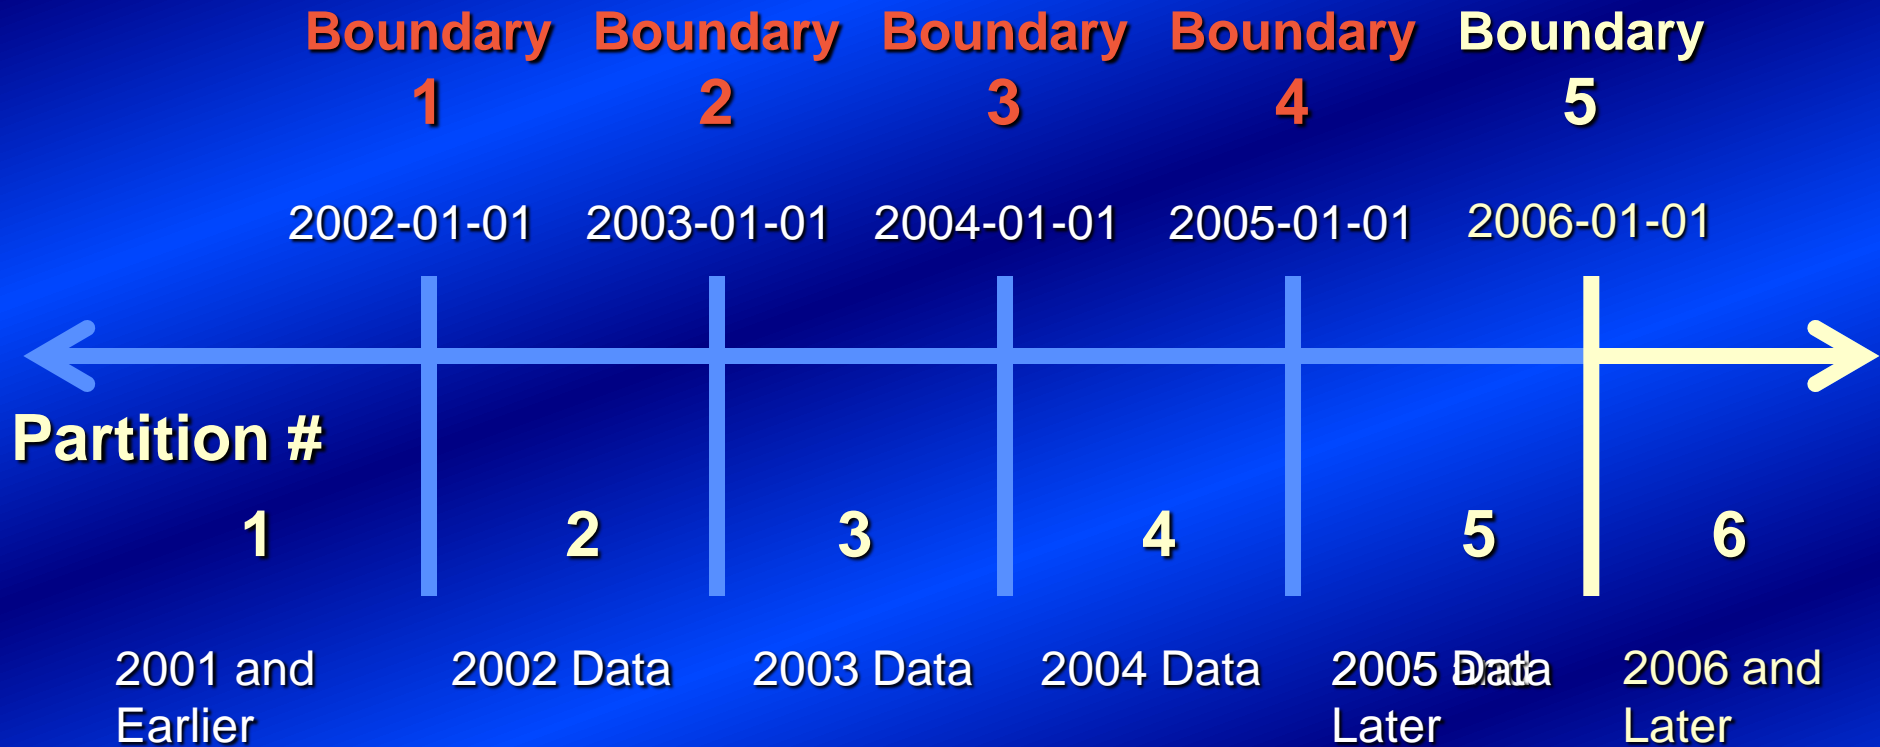 Boundary Boundary Boundary Boundary Boundary
1 2 3 4 5
2002-01-01 2003-01-01 2004-01-01 2005-01-01 2006-01-01
Partition #
1 2 3 4 5 6
2001 and 2002 Data 2003 Data 2004 Data 2005 Data 2006 and
Earlier Later Later